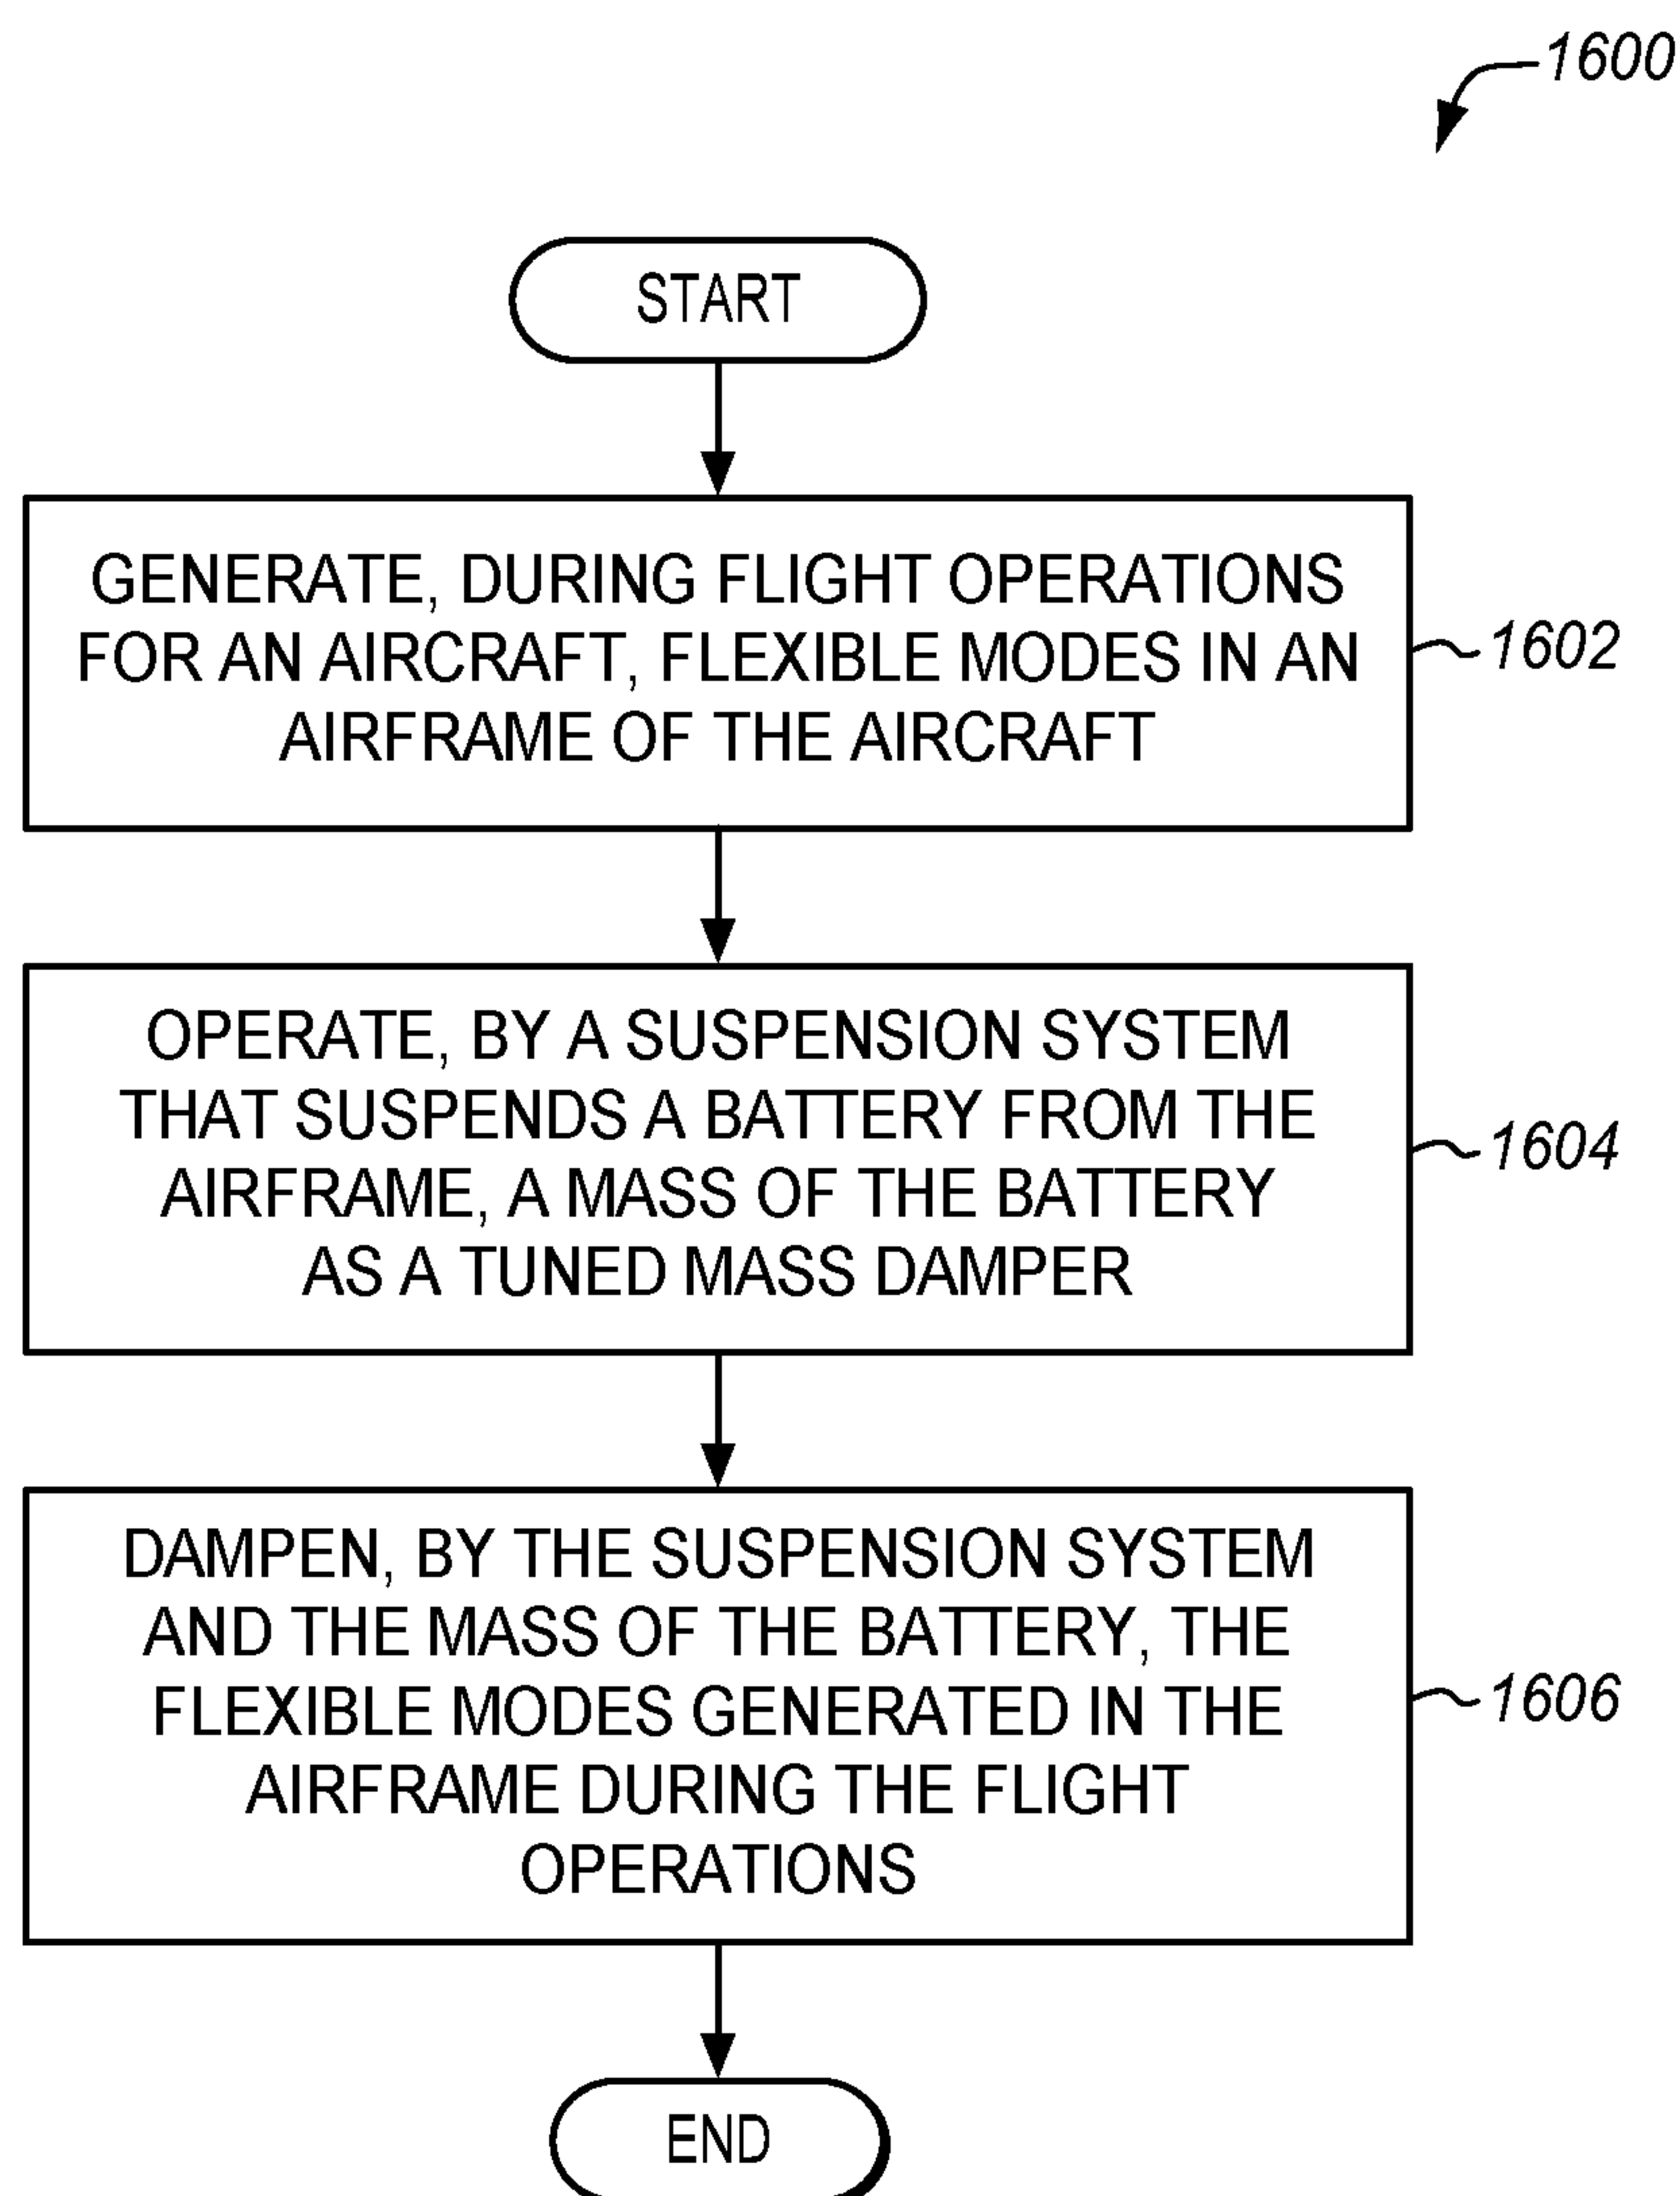 1600
START
GENERATE, DURING FLIGHT OPERATIONS
FOR AN AIRCRAFT, FLEXIBLE MODES IN AN
AIRFRAME OF THE AIRCRAFT
1602
OPERATE, BY A SUSPENSION SYSTEM
THAT SUSPENDS A BATTERY FROM THE
AIRFRAME, A MASS OF THE BATTERY
AS A TUNED MASS DAMPER
1604
DAMPEN, BY THE SUSPENSION SYSTEM
AND THE MASS OF THE BATTERY, THE
FLEXIBLE MODES GENERATED IN THE
AIRFRAME DURING THE FLIGHT
OPERATIONS
1606
END